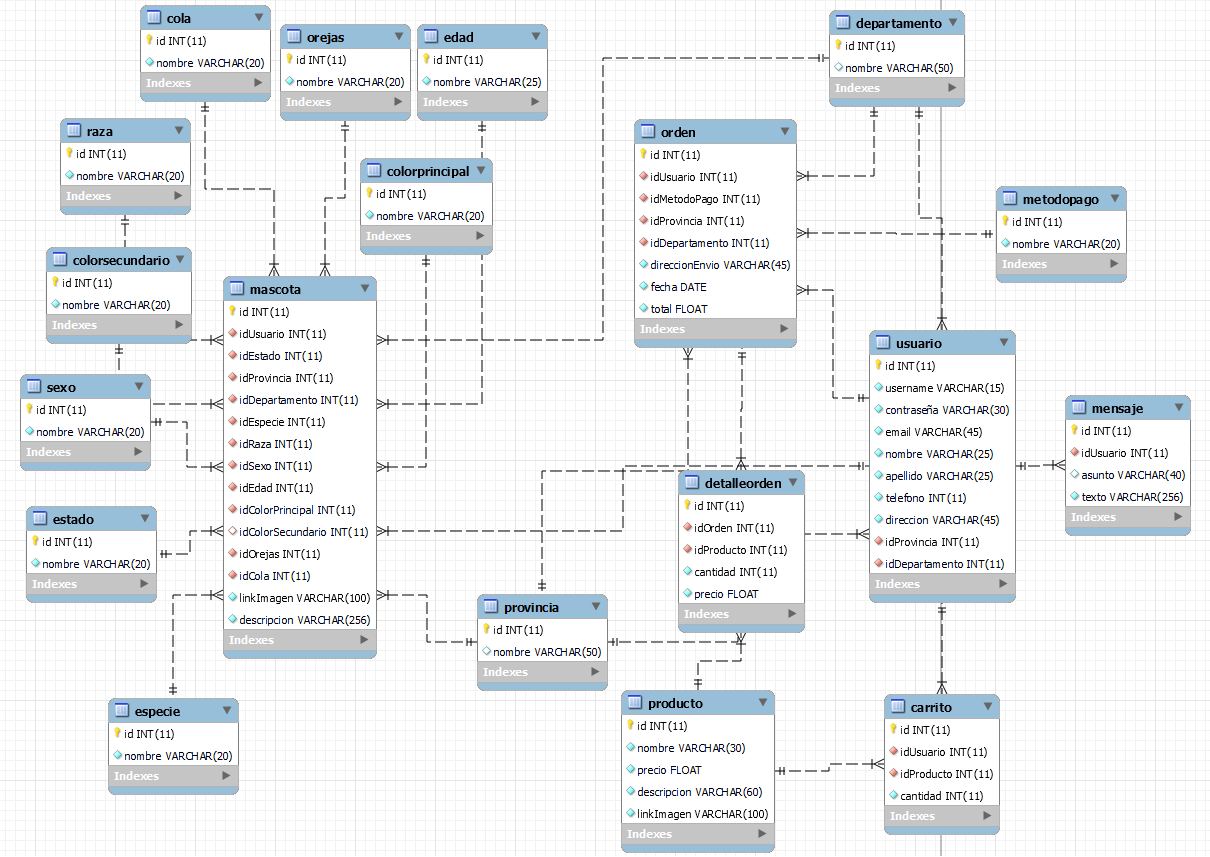 cola
id INT(11)
nombre VARCHAR(20)
Indexes
orejas
id INT(11)
nombre VARCHAR(20)
Indexes
edad
id INT(11)
nombre VARCHAR(25)
Indexes
departamento
id INT(11)
nombre VARCHAR(50)
Indexes
raza
id INT(11)
nombre VARCHAR(20)
Indexes
colorprincipal
id INT(11)
nombre VARCHAR(20)
Indexes
orden
id INT(11)
idUsuario INT(11)
idMetodoPago INT(11)
idProvincia INT(11)
idDepartamento INT(11)
direccionEnvio VARCHAR(45)
fecha DATE
total FLOAT
Indexes
metodopago
id INT(11)
nombre VARCHAR(20)
Indexes
colorsecundario
id INT(11)
nombre VARCHAR(20)
Indexes
mascota
id INT(11)
idUsuario INT(11)
idEstado INT(11)
idProvincia INT(11)
idDepartamento INT(11)
idEspecie INT(11)
idRaza INT(11)
idSexo INT(11)
idEdad INT(11)
idColorPrincipal INT(11)
idColorSecundario INT(11)
idOrejas INT(11)
idCola INT(11)
linkImagen VARCHAR(100)
descripcion VARCHAR(256)
Indexes
usuario
id INT(11)
username VARCHAR(15)
contraseña VARCHAR(30)
email VARCHAR(45)
nombre VARCHAR(25)
apellido VARCHAR(25)
telefono INT(11)
direccion VARCHAR(45)
idProvincia INT(11)
idDepartamento INT(11)
Indexes
sexo
id INT(11)
nombre VARCHAR(20)
Indexes
mensaje
id INT(11)
idUsuario INT(11)
asunto VARCHAR(40)
texto VARCHAR(256)
Indexes
detalleorden
id INT(11)
idOrden INT(11)
idProducto INT(11)
cantidad INT(11)
precio FLOAT
Indexes
estado
id INT(11)
nombre VARCHAR(20)
Indexes
provincia
id INT(11)
nombre VARCHAR(50)
Indexes
especie
id INT(11)
nombre VARCHAR(20)
Indexes
producto
id INT(11)
nombre VARCHAR(30)
precio FLOAT
descripcion VARCHAR(60)
linkImagen VARCHAR(100)
Indexes
carrito
id INT(11)
idUsuario INT(11)
idProducto INT(11)
cantidad INT(11)
Indexes